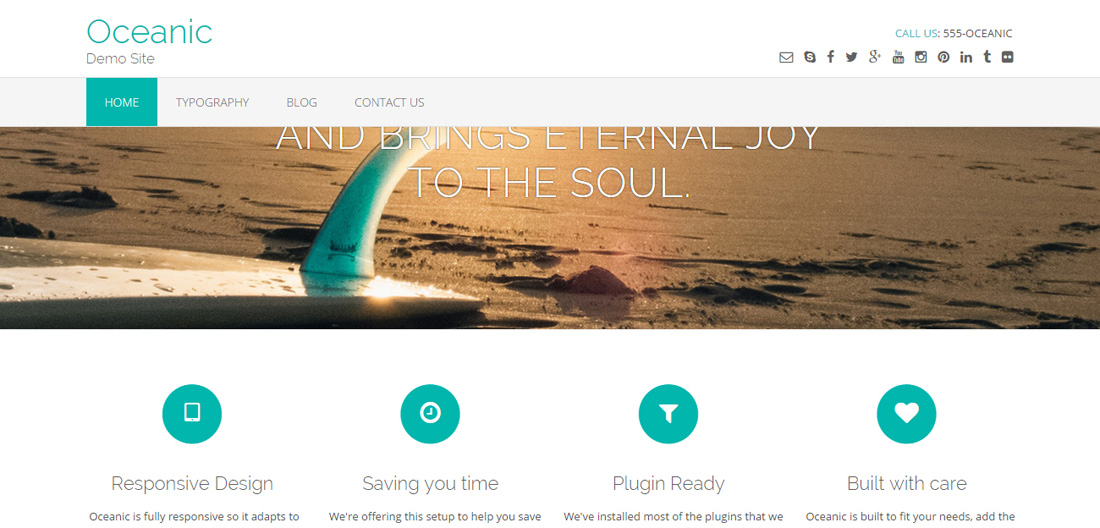 Oceanic
Demo Site
CALL US: 555-OCEANIC
HOME TYPOGRAPHY BLOG CONTACT US
AND BRINGS ETERNAL JOY
TO THE SOUL.
Responsive Design
Oceanic is fully responsive so it adapts to
Saving you time
We're offering this setup to help you save
Plugin Ready
We've installed most of the plugins that we
Built with care
Oceanic is built to fit your needs, add the